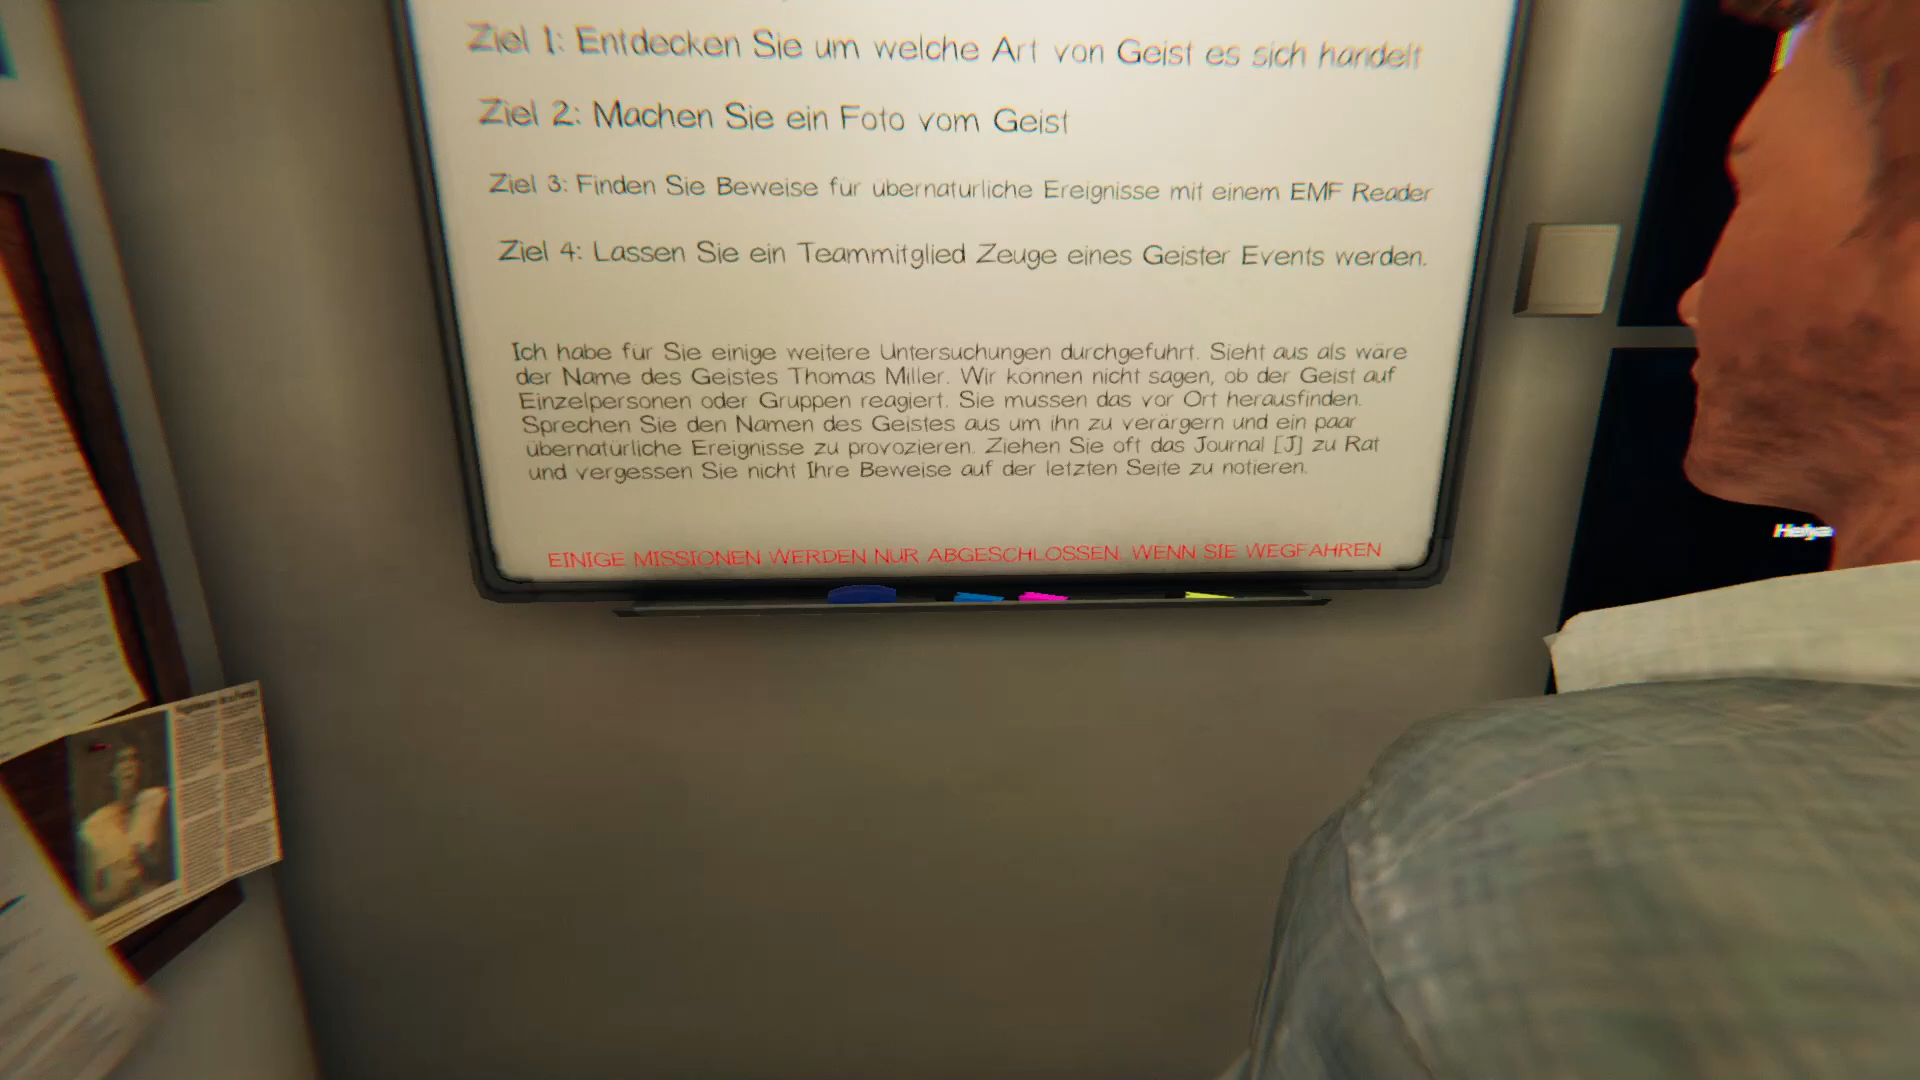 Ziel 1: Entdecken Sie um welche Art von Geist es sich handelt
Ziel 2: Machen Sie ein Foto vom Geist
Ziel 3: Finden Sie Beweise für übernaturliche Ereignisse mit einem EMF Reader
Ziel 4: Lassen Sie ein Teammitglied Zeuge eines Geister Events werden.
Ich habe für Sie einige weitere Untersuchungen durchgefuhrt. Sieht aus als wäre
der Name des Geistes Thomas Miller. Wir können nicht sagen, ob der Geist auf
Einzelpersonen oder Gruppen reagiert. Sie mussen das vor Ort herausfinden.
Sprechen Sie den Namen des Geistes aus um ihn zu verärgern und ein paar
übernatürliche Ereignisse zu provozieren. Ziehen Sie oft das Journal [J] zu Rat
und vergessen Sie nicht Ihre Beweise auf der letzten Seite zu notieren.
EINIGE MISSIONEN WERDEN NUR ABGESCHLOSSEN. WENN SIE WEGFAHREN